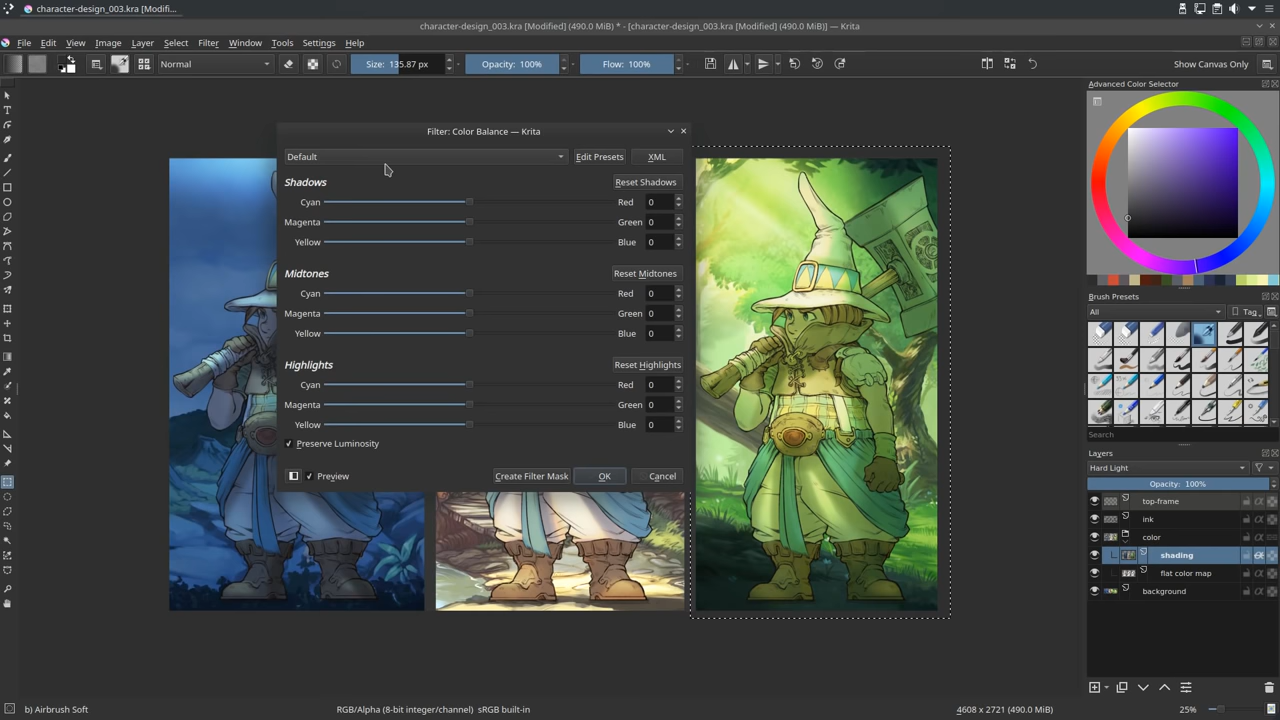 character-design_003.kra [Modifi...
character-design_003.kra [Modified] (490.0 MiB) * - [character-design_003.kra [Modified] (490.0 MiB)] — Krita
File Edit View Image Layer Select Filter Window Tools Settings Help
Normal Size: 135.87 px Opacity: 100% Flow: 100% Show Canvas Only
Advanced Color Selector
Filter: Color Balance — Krita
Default Edit Presets XML
Shadows Reset Shadows
Cyan Red 0
Magenta Green 0
Yellow Blue 0
Midtones Reset Midtones
Cyan Red 0
Magenta Green 0
Yellow Blue 0
Highlights Reset Highlights
Cyan Red 0
Magenta Green 0
Yellow Blue 0
Preserve Luminosity
Preview Create Filter Mask OK Cancel
Brush Presets
All Tag
Search
Layers
Hard Light
Opacity: 100%
top-frame
ink
color
shading
flat color map
background
b) Airbrush Soft RGB/Alpha (8-bit integer/channel) sRGB built-in 4608 x 2721 (490.0 MiB) 25%